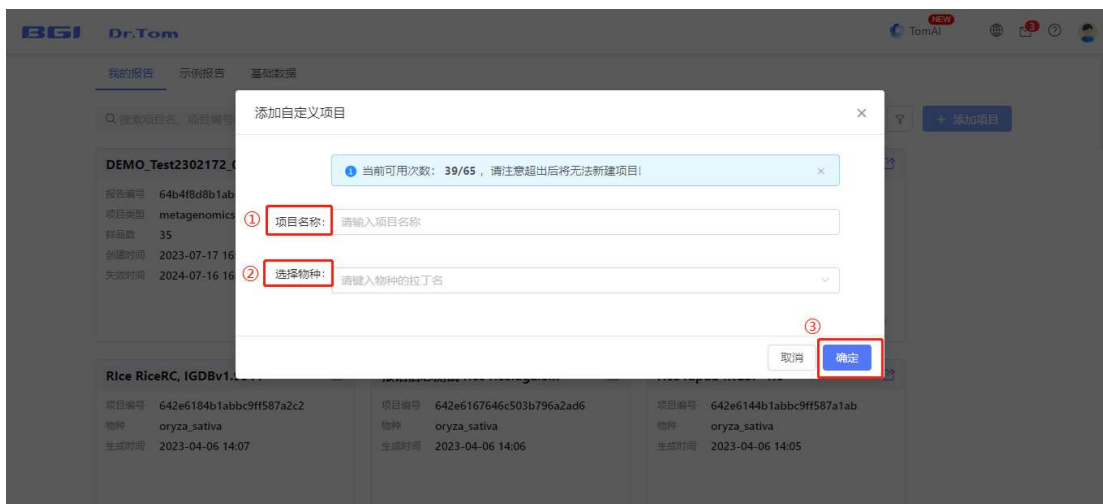 BGI Dr.Tom
NEW
TomAI
3
我的报告 示例报告 基础数据
搜索项目名、项目编号
+ 添加项目
添加自定义项目
当前可用次数: 39/65 , 请注意超出后将无法新建项目!
① 项目名称: 请输入项目名称
② 选择物种: 请键入物种的拉丁名
③
取消 确定
DEMO_Test2302172_
报告编号 64b4f8d8b1ab
项目类型 metagenomics
样品数 35
创建时间 2023-07-17 16
失效时间 2024-07-16 16
RIce RiceRC, IGDBv1.
项目编号 642e6184b1abbc9ff587a2c2
物种 oryza_sativa
生成时间 2023-04-06 14:07
项目编号 642e6167646c503b796a2ad6
物种 oryza_sativa
生成时间 2023-04-06 14:06
项目编号 642e6144b1abbc9ff587a1ab
物种 oryza_sativa
生成时间 2023-04-06 14:05